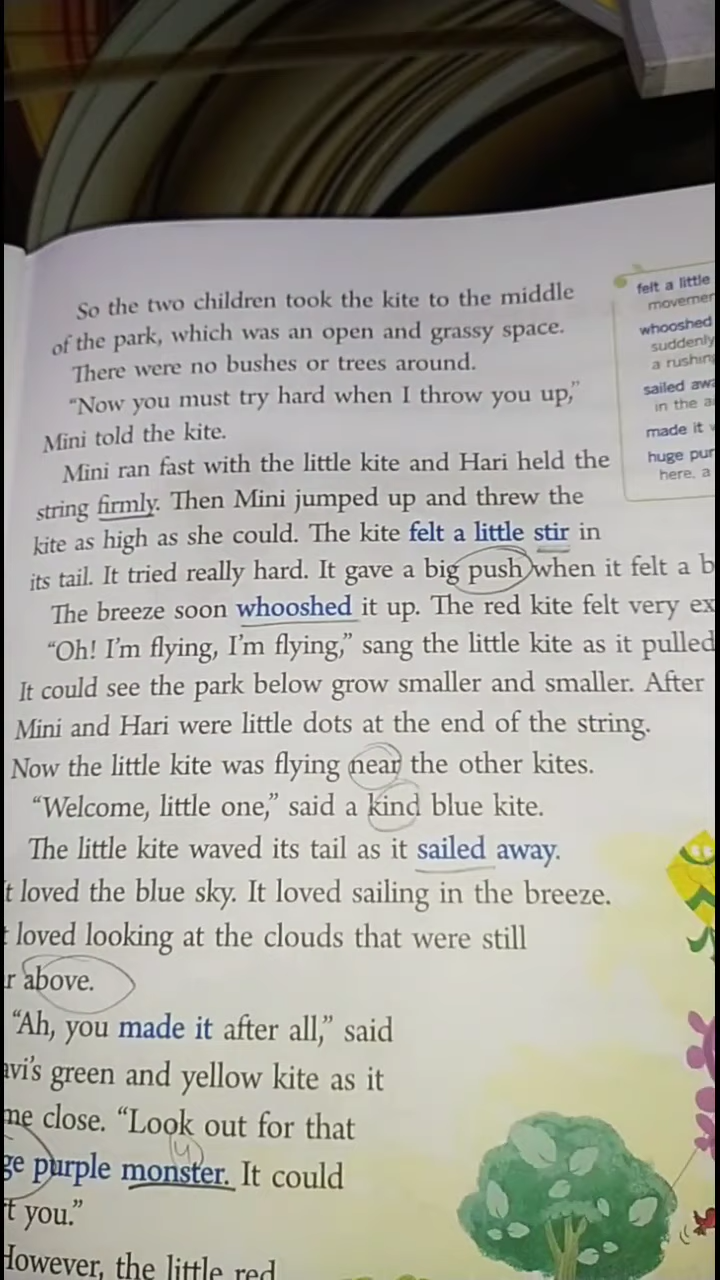 So the two children took the kite to the middle
of the park, which was an open and grassy space.
There were no bushes or trees around.
“Now you must try hard when I throw you up,”
Mini told the kite.
Mini ran fast with the little kite and Hari held the
string firmly. Then Mini jumped up and threw the
kite as high as she could. The kite felt a little stir in
its tail. It tried really hard. It gave a big push when it felt a
The breeze soon whooshed it up. The red kite felt very
“Oh! I'm flying, I'm flying,” sang the little kite as it pulled
It could see the park below grow smaller and smaller. After
Mini and Hari were little dots at the end of the string.
Now the little kite was flying near the other kites.
“Welcome, little one,” said a kind blue kite.
The little kite waved its tail as it sailed away.
loved the blue sky. It loved sailing in the breeze.
loved looking at the clouds that were still
above.
“Ah, you made it after all,” said
green and yellow kite as it
close. “Look out for that
purple monster. It could
you.”
However, the little red
felt a little
whooshed
suddenly
a
sailed
in the
made it
huge
here, a